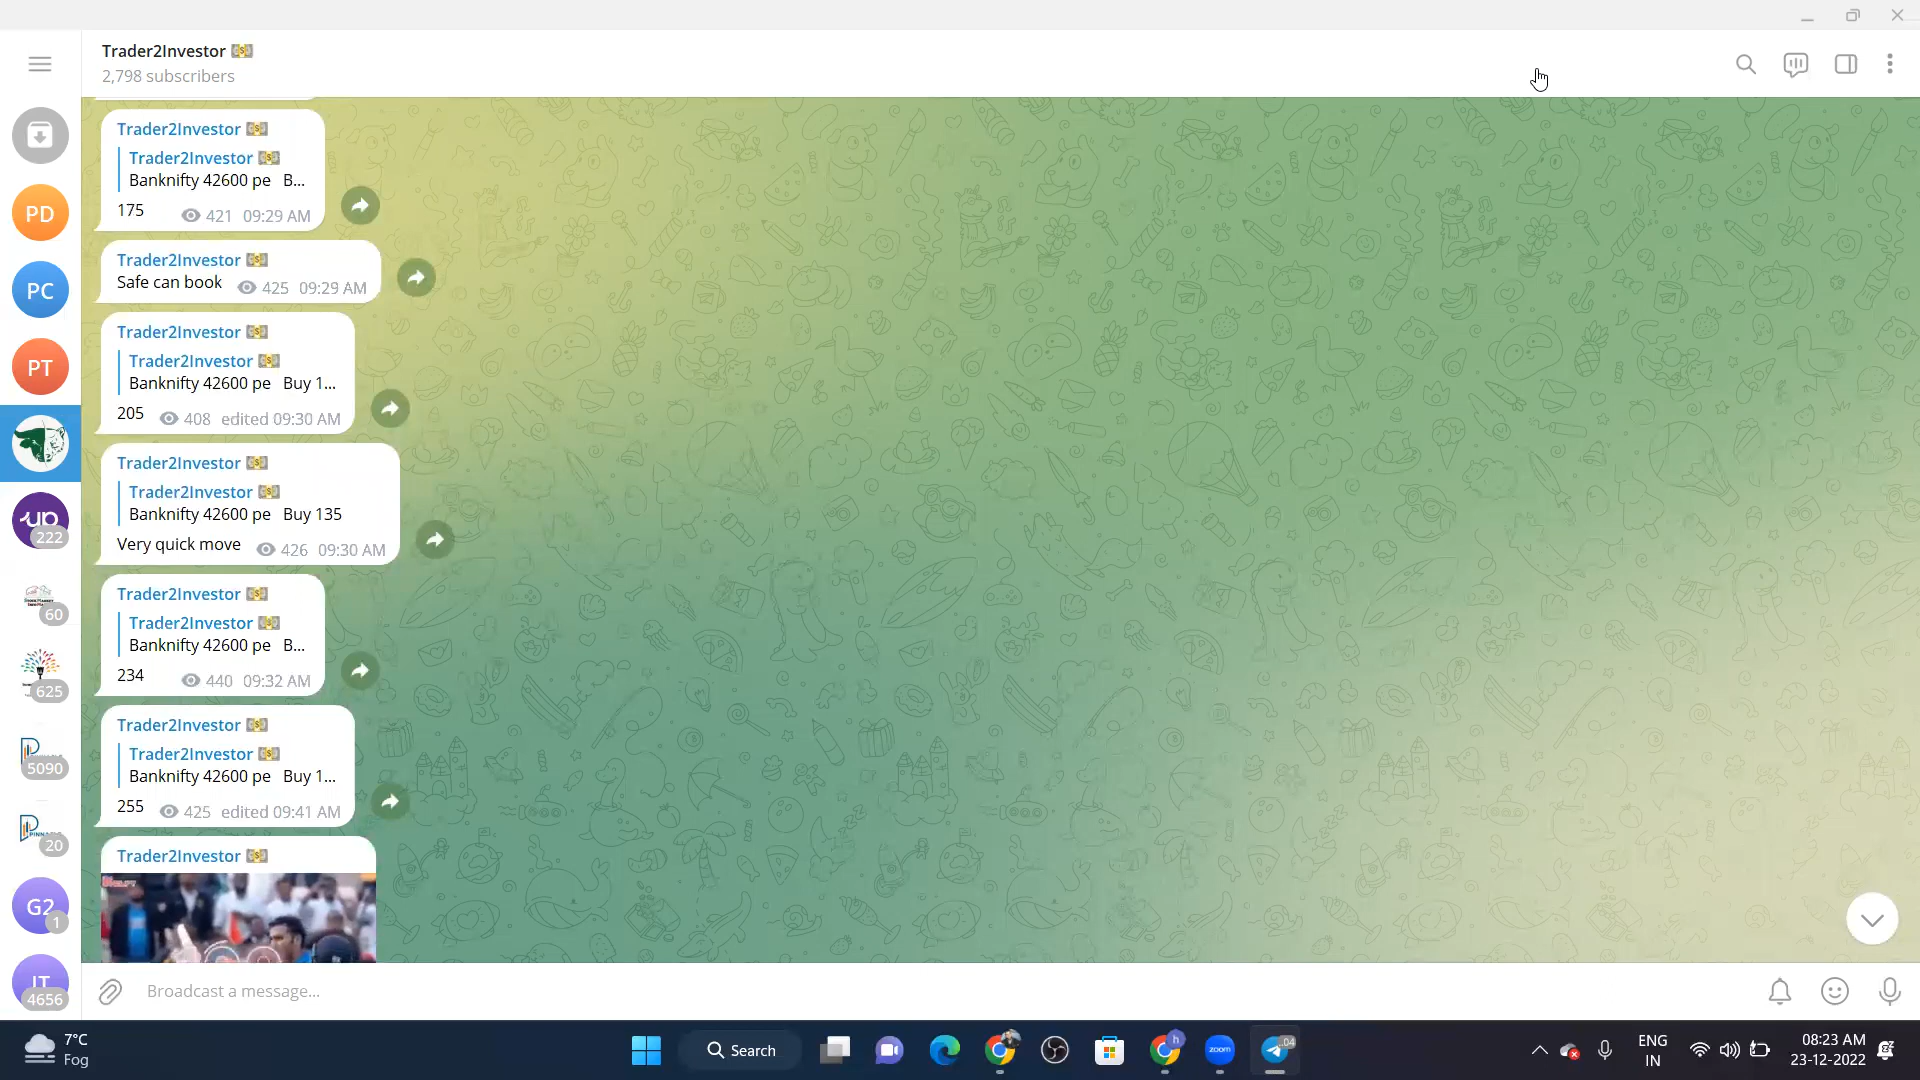 Trader2Investor 💵
2,798 subscribers
Trader2Investor 💵
Trader2Investor 💵
Banknifty 42600 pe B...
175 421 09:29 AM
Trader2Investor 💵
Safe can book 425 09:29 AM
Trader2Investor 💵
Trader2Investor 💵
Banknifty 42600 pe Buy 1...
205 408 edited 09:30 AM
Trader2Investor 💵
Trader2Investor 💵
Banknifty 42600 pe Buy 135
Very quick move 426 09:30 AM
Trader2Investor 💵
Trader2Investor 💵
Banknifty 42600 pe B...
234 440 09:32 AM
Trader2Investor 💵
Trader2Investor 💵
Banknifty 42600 pe Buy 1...
255 425 edited 09:41 AM
Trader2Investor 💵
Broadcast a message...
PD
PC
PT
up
222
60
625
5090
20
G2
1
4656
7°C
Fog
Search
zoom
04
ENG
IN
08:23 AM
23-12-2022